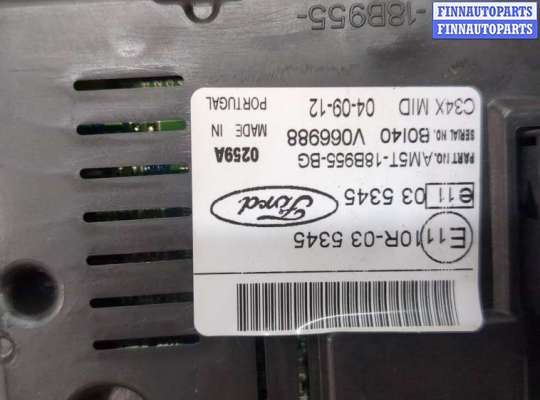 FINNAUTOPARTS
FINNAUTOPARTS
-18B955-
E11 10R-03 5345
e11 03 5345
Ford
PART NO. AM5T-18B955-BG
0259A
SERIAL NO. B0I40 V066988
MADE IN
C34X MID 04-09-12
PORTUGAL